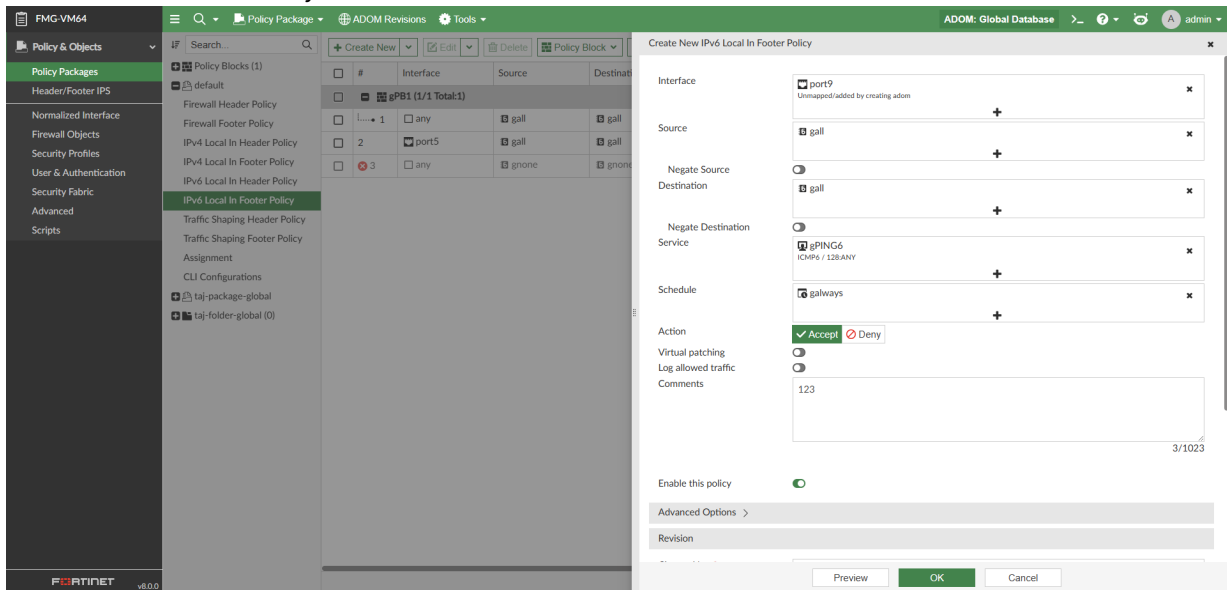 FMG-VM64
Policy Package
ADOM Revisions
Tools
ADOM: Global Database
A admin
Policy & Objects
Policy Packages
Header/Footer IPS
Normalized Interface
Firewall Objects
Security Profiles
User & Authentication
Security Fabric
Advanced
Scripts
FORTINET
v8.0.0
Search...
Policy Blocks (1)
default
Firewall Header Policy
Firewall Footer Policy
IPv4 Local In Header Policy
IPv4 Local In Footer Policy
IPv6 Local In Header Policy
IPv6 Local In Footer Policy
Traffic Shaping Header Policy
Traffic Shaping Footer Policy
Assignment
CLI Configurations
taj-package-global
taj-folder-global (0)
+ Create New
Edit
Delete
Policy Block
# Interface Source Destinati
gPB1 (1/1 Total:1)
1 any gall gall
2 port5 gall gall
3 any gnone gnone
Create New IPv6 Local In Footer Policy
Interface
port9
Unmapped/added by creating adom
Source
gall
Negate Source
Destination
gall
Negate Destination
Service
gPING6
ICMP6 / 128:ANY
Schedule
galways
Action
Accept
Deny
Virtual patching
Log allowed traffic
Comments
123
3/1023
Enable this policy
Advanced Options >
Revision
Preview
OK
Cancel